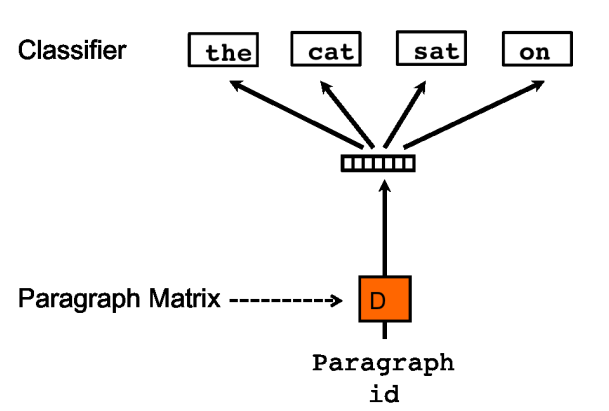 Classifier the cat sat on
Paragraph Matrix D
Paragraph
id